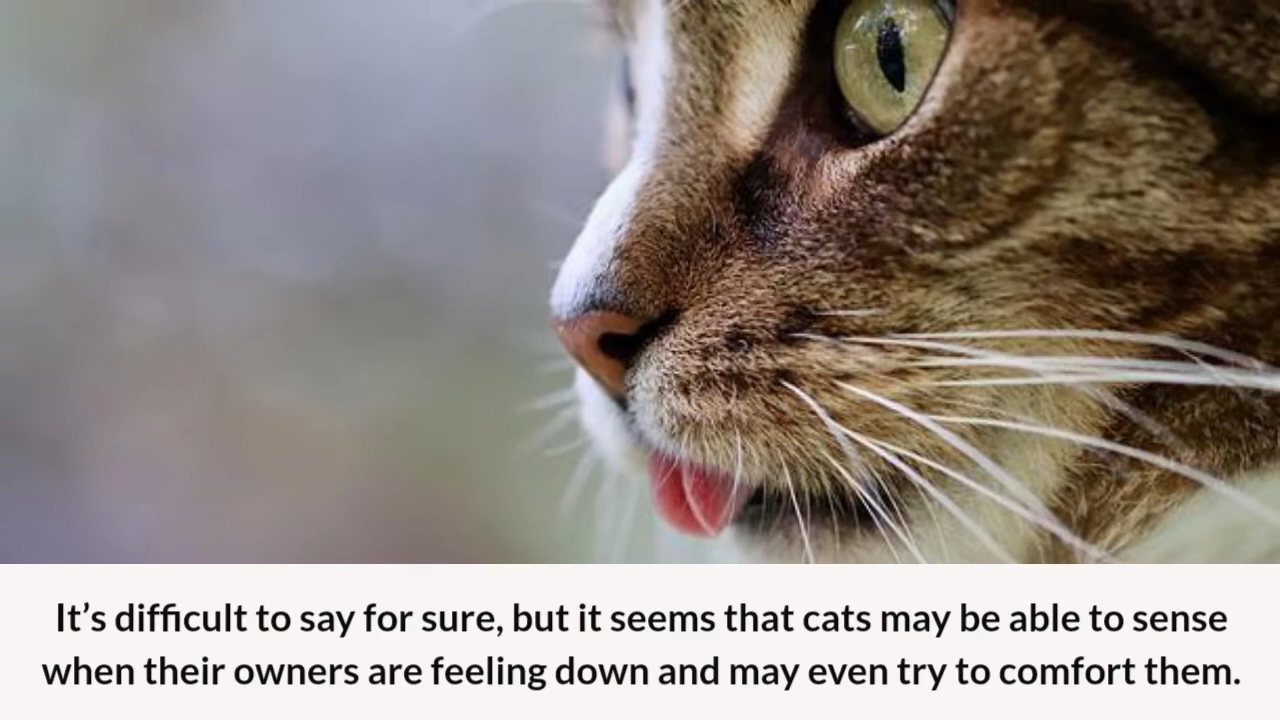 It’s difficult to say for sure, but it seems that cats may be able to sense
when their owners are feeling down and may even try to comfort them.